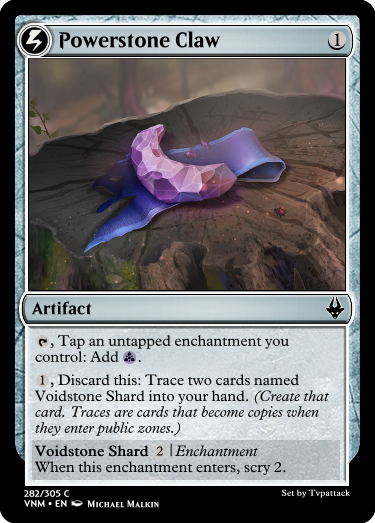 Powerstone Claw 1
Artifact
, Tap an untapped enchantment you
control: Add .
1 , Discard this: Trace two cards named
Voidstone Shard into your hand. (Create that
card. Traces are cards that become copies when
they enter public zones.)
Voidstone Shard 2 | Enchantment
When this enchantment enters, scry 2.
282/305 C
VNM • EN Michael Malkin
Set by Tvpattack